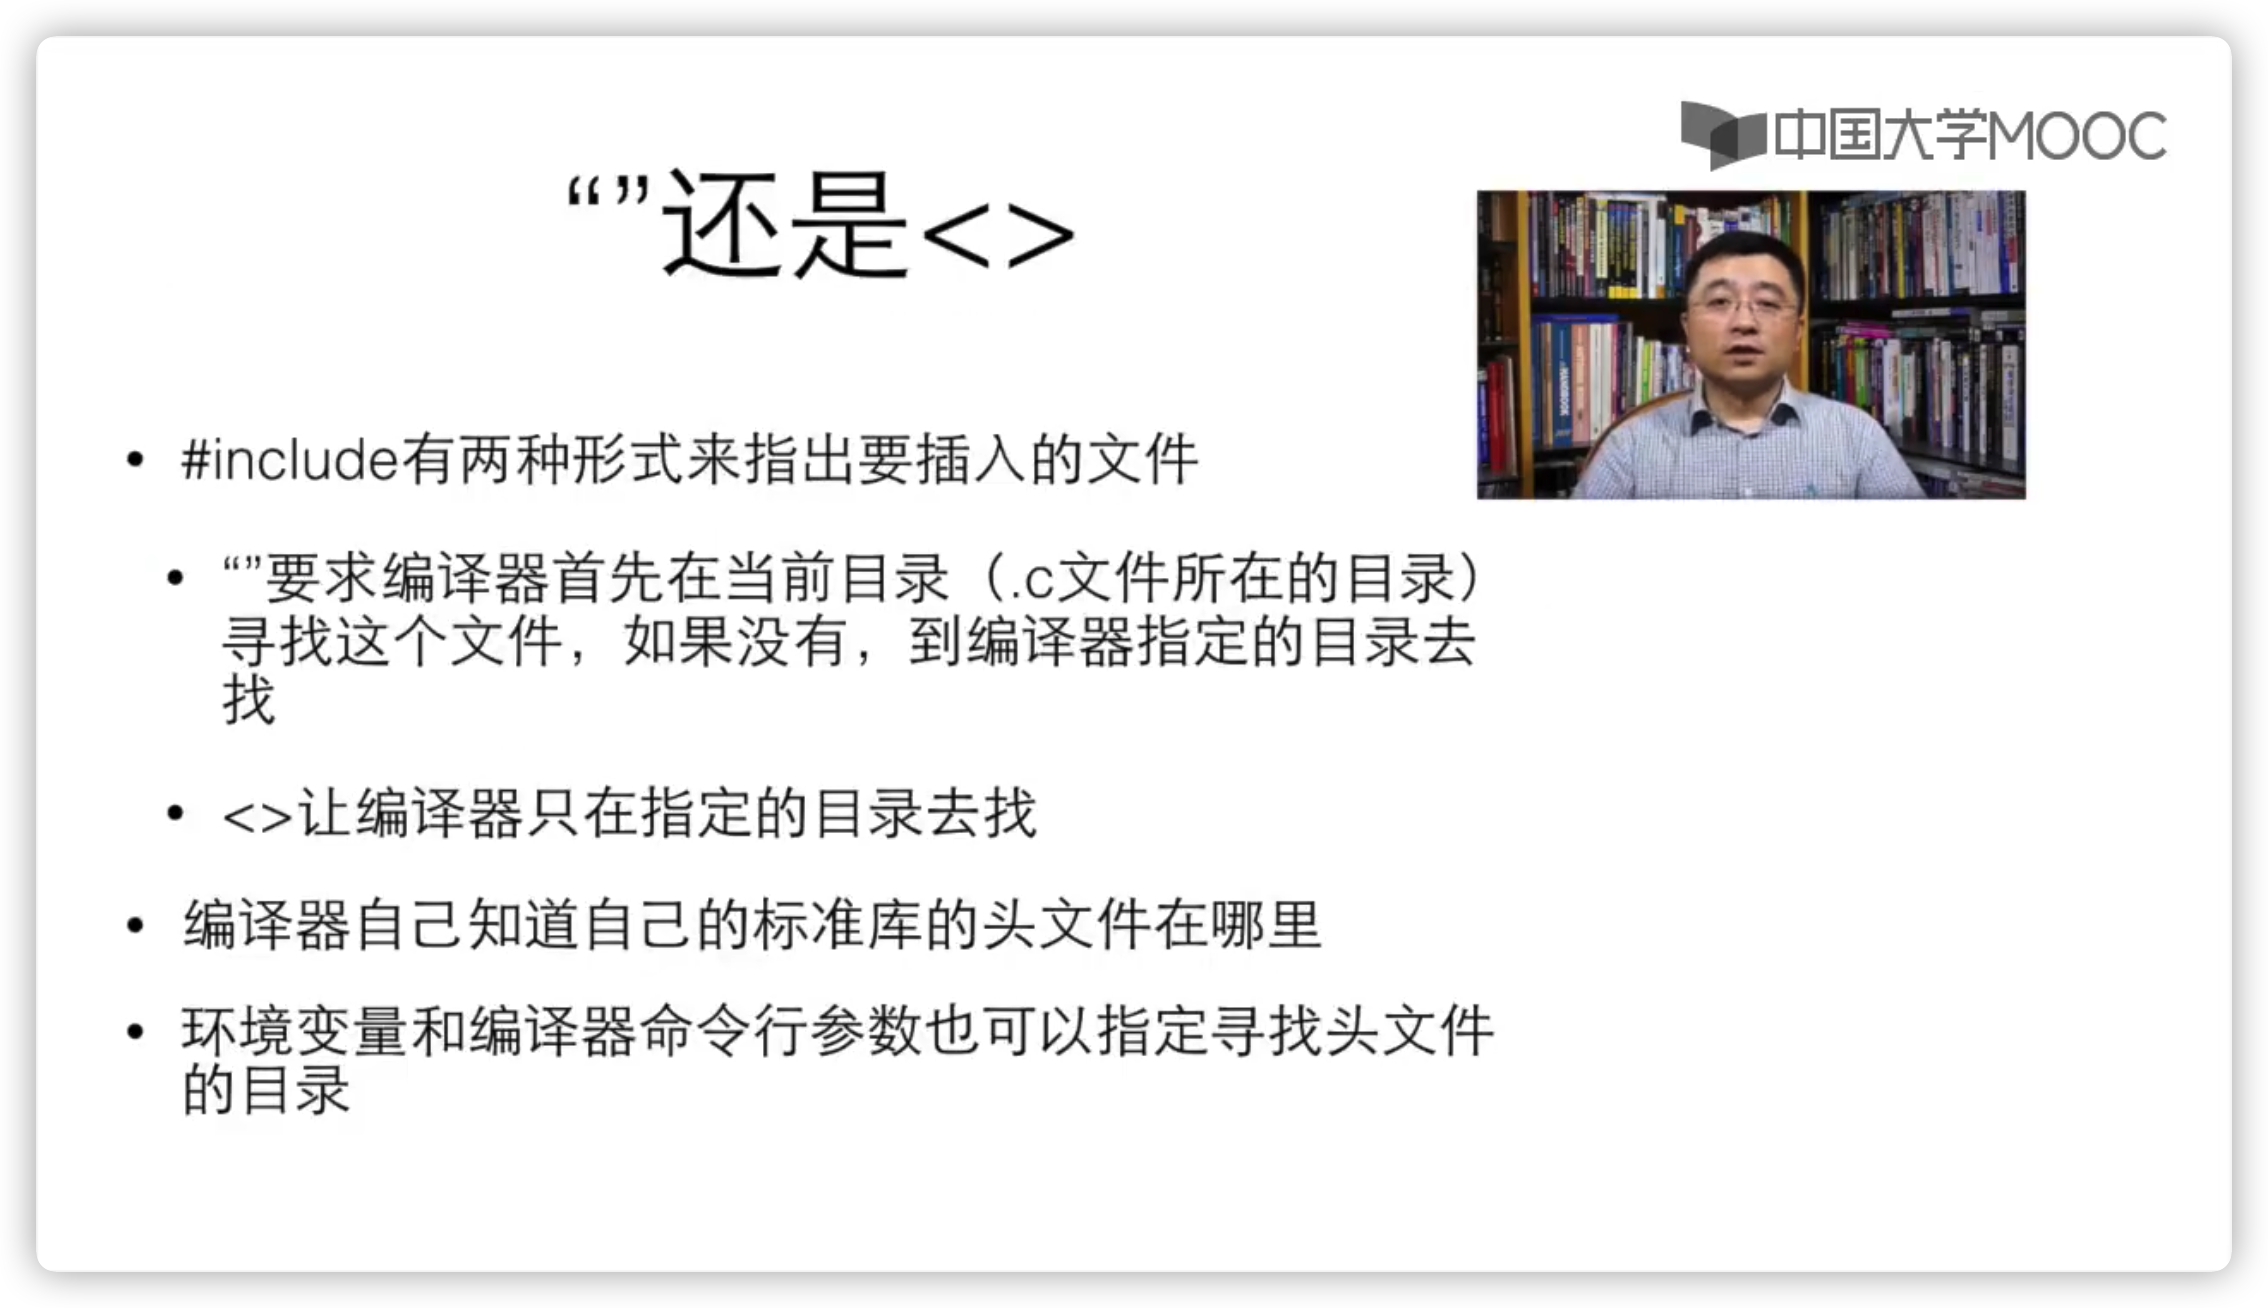 中国大学MOOC
“”还是<>
• #include有两种形式来指出要插入的文件
• “”要求编译器首先在当前目录（.c文件所在的目录）
寻找这个文件，如果没有，到编译器指定的目录去
找
• <>让编译器只在指定的目录去找
• 编译器自己知道自己的标准库的头文件在哪里
• 环境变量和编译器命令行参数也可以指定寻找头文件
的目录